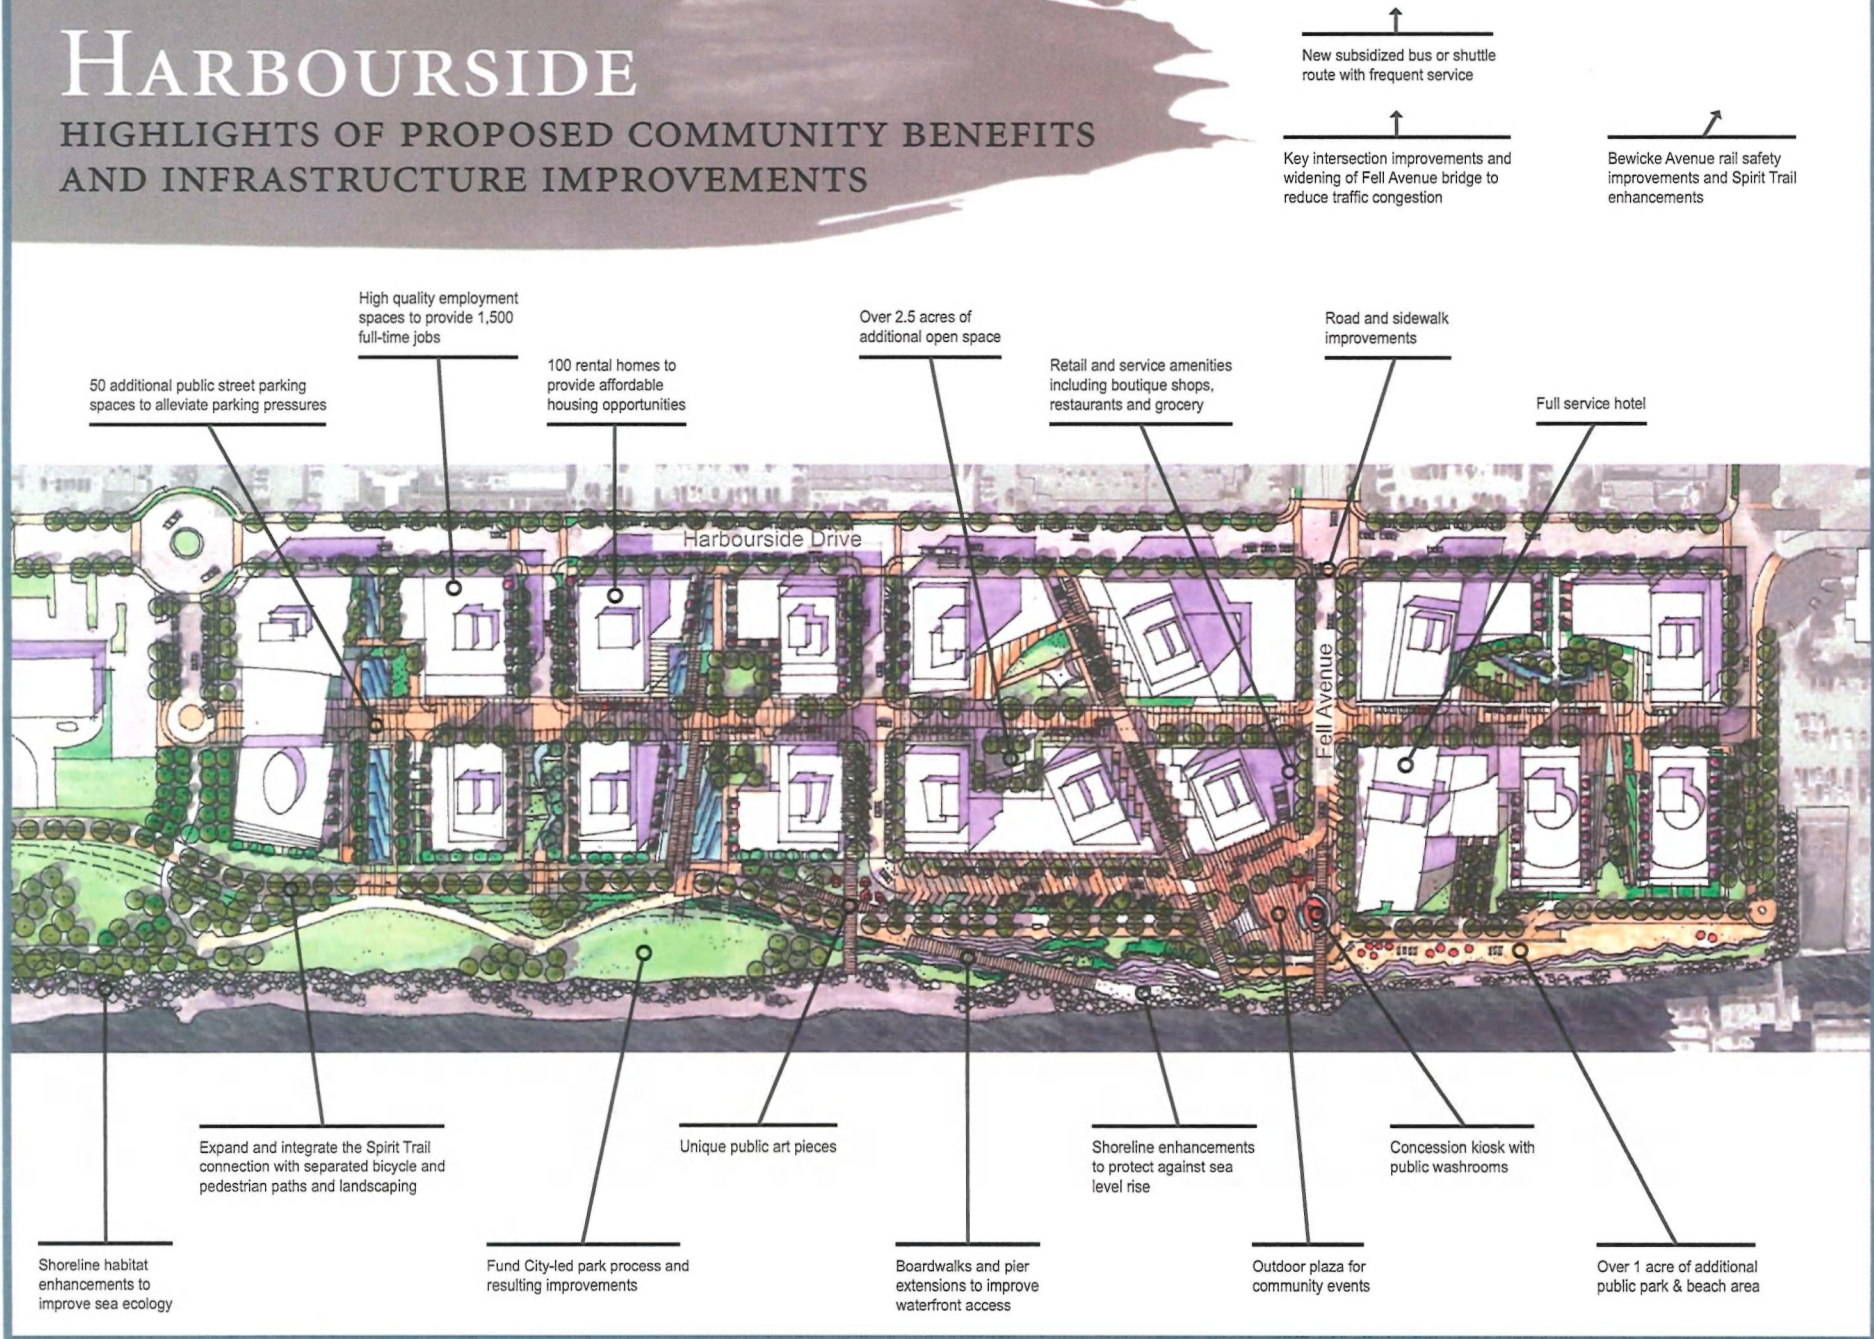 HARBOURSIDE
HIGHLIGHTS OF PROPOSED COMMUNITY BENEFITS
AND INFRASTRUCTURE IMPROVEMENTS
New subsidized bus or shuttle
route with frequent service
Key intersection improvements and
widening of Fell Avenue bridge to
reduce traffic congestion
Bewicke Avenue rail safety
improvements and Spirit Trail
enhancements
50 additional public street parking
spaces to alleviate parking pressures
High quality employment
spaces to provide 1,500
full-time jobs
100 rental homes to
provide affordable
housing opportunities
Over 2.5 acres of
additional open space
Retail and service amenities
including boutique shops,
restaurants and grocery
Road and sidewalk
improvements
Full service hotel
Harbourside Drive
Fell Avenue
Shoreline habitat
enhancements to
improve sea ecology
Expand and integrate the Spirit Trail
connection with separated bicycle and
pedestrian paths and landscaping
Fund City-led park process and
resulting improvements
Unique public art pieces
Boardwalks and pier
extensions to improve
waterfront access
Shoreline enhancements
to protect against sea
level rise
Outdoor plaza for
community events
Concession kiosk with
public washrooms
Over 1 acre of additional
public park & beach area